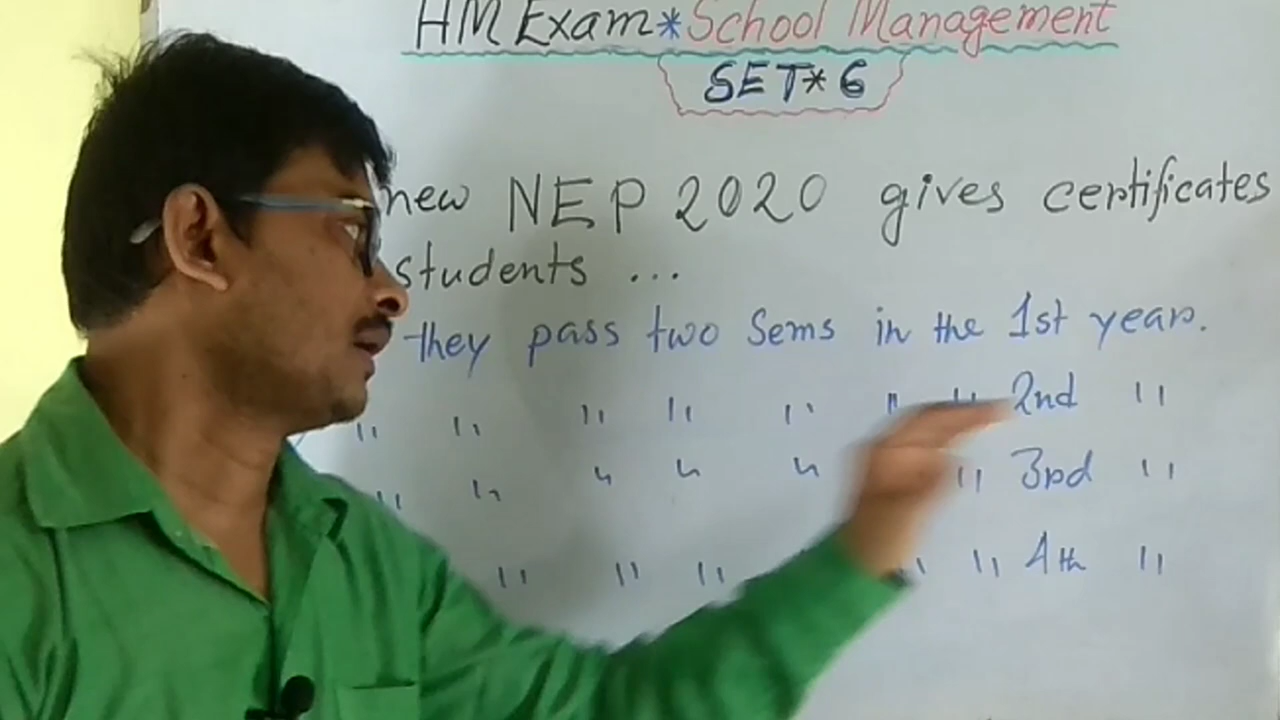 HM Exam * School Management
SET * 6
new NEP 2020 gives certificates
students ...
they pass two Sems in the 1st year.
" " " " " " " 2nd "
" " " " " " 3rd "
" " " " " 4th "